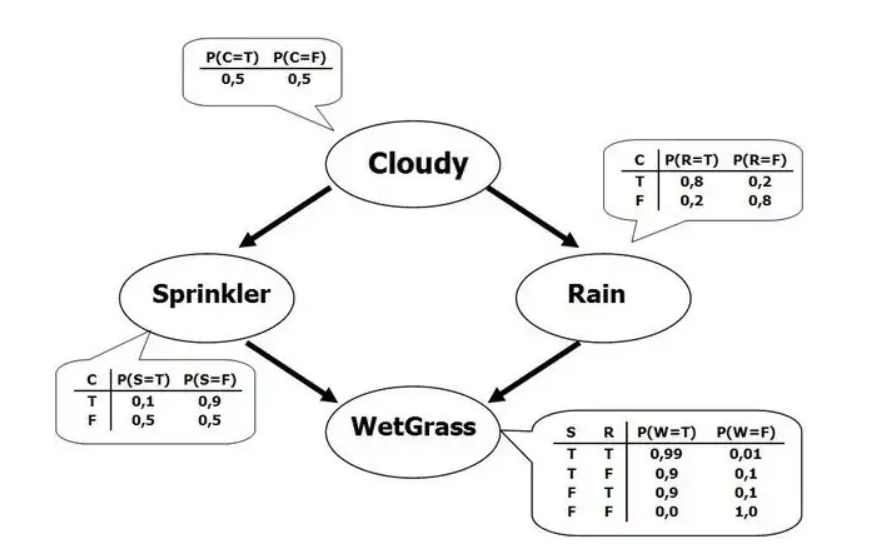 P(C=T) P(C=F)
0,5 0,5
Cloudy
C P(R=T) P(R=F)
T 0,8 0,2
F 0,2 0,8
Sprinkler
Rain
C P(S=T) P(S=F)
T 0,1 0,9
F 0,5 0,5
WetGrass
S R P(W=T) P(W=F)
T T 0,99 0,01
T F 0,9 0,1
F T 0,9 0,1
F F 0,0 1,0